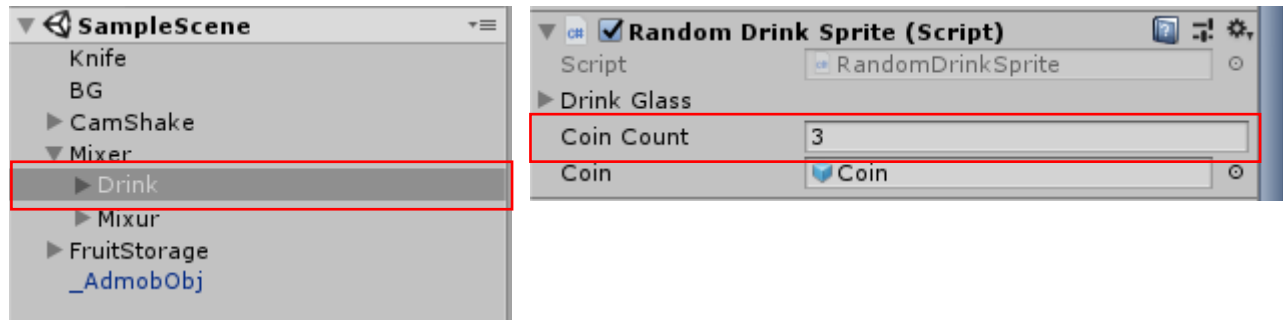 SampleScene
Knife
BG
CamShake
Mixer
Drink
Mixur
FruitStorage
_AdmobObj
c# Random Drink Sprite (Script)
Script RandomDrinkSprite
Drink Glass
Coin Count 3
Coin Coin